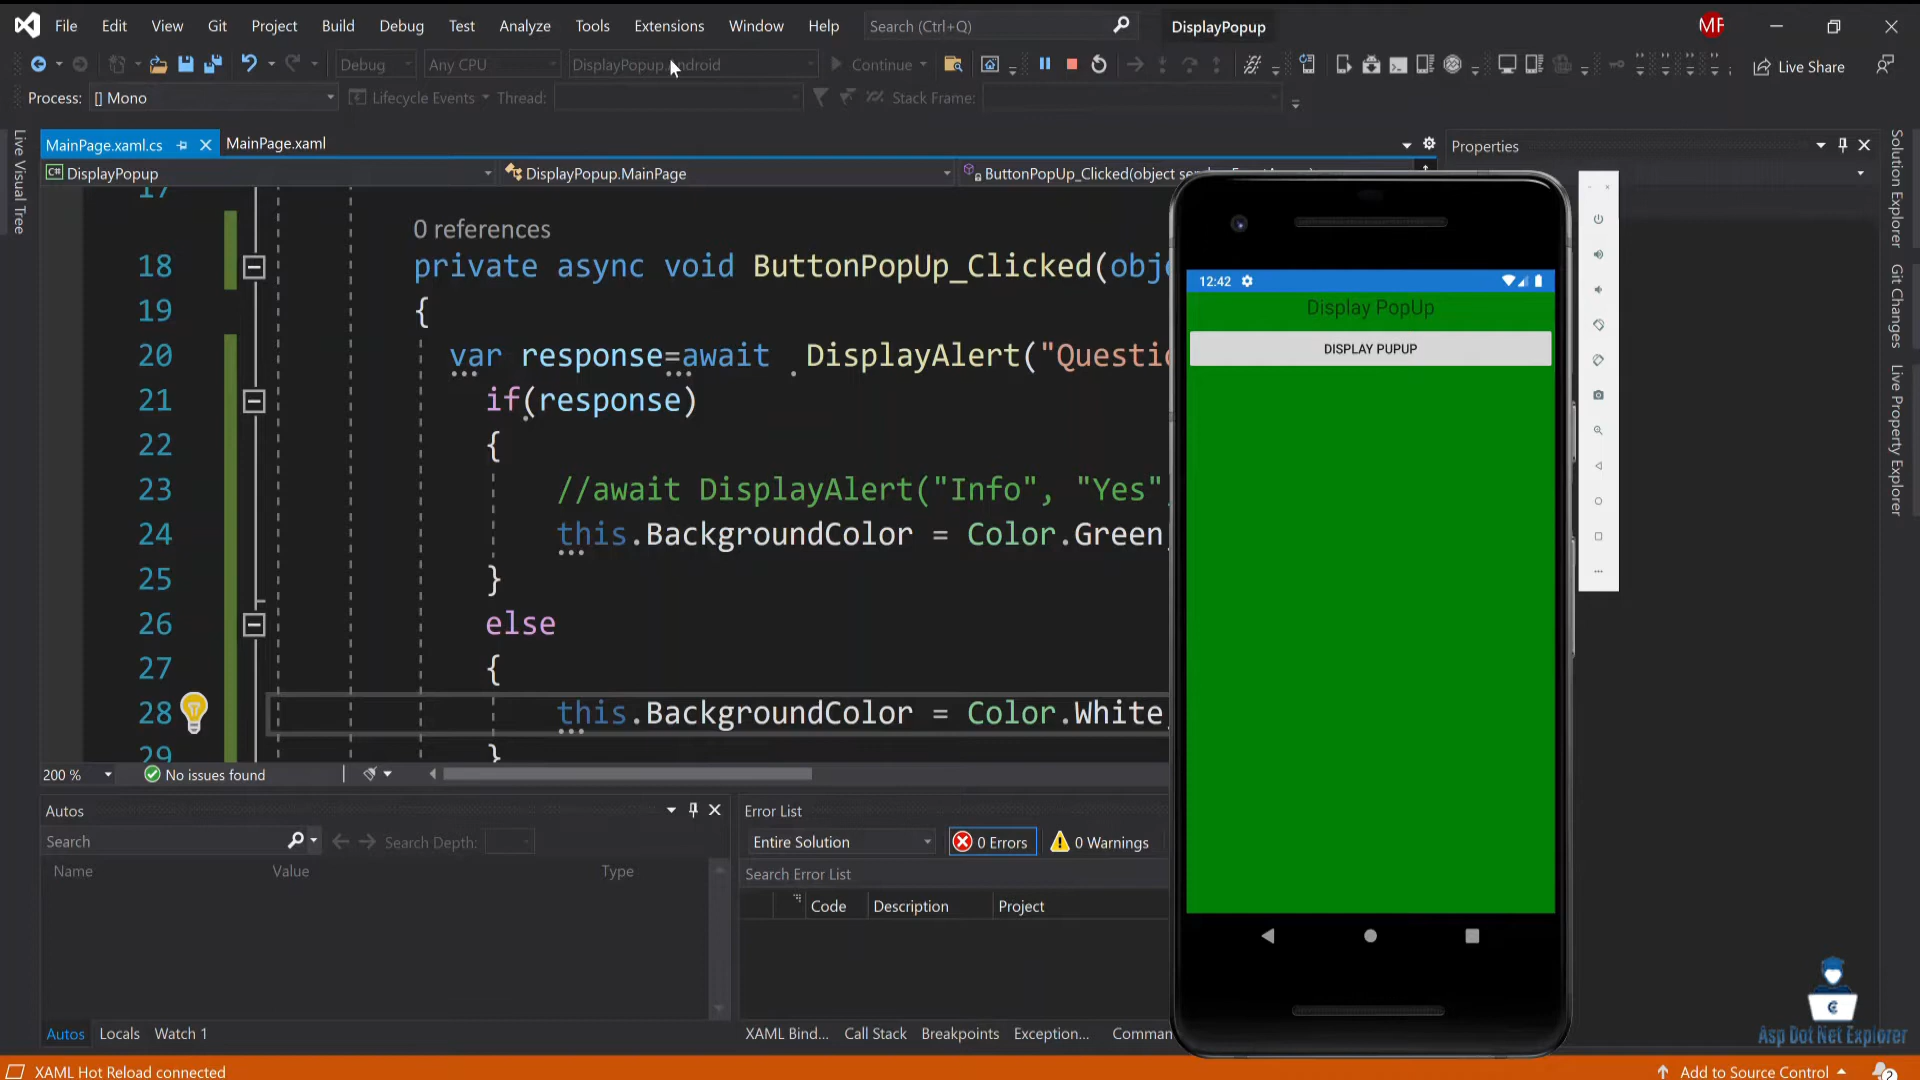 File Edit View Git Project Build Debug Test Analyze Tools Extensions Window Help Search (Ctrl+Q) DisplayPopup MF
Debug Any CPU DisplayPopup.Android Continue Live Share
Process: [] Mono Lifecycle Events Thread: Stack Frame:
MainPage.xaml.cs MainPage.xaml
C# DisplayPopup DisplayPopup.MainPage ButtonPopUp_Clicked(object
Live Visual Tree
17
0 references
18 private async void ButtonPopUp_Clicked(obje
19 {
20 var response=await DisplayAlert("Questio
21 if(response)
22 {
23 //await DisplayAlert("Info", "Yes"
24 this.BackgroundColor = Color.Green
25 }
26 else
27 {
28 this.BackgroundColor = Color.White
29 }
200 % No issues found
Autos
Search Search Depth:
Name Value Type
Autos Locals Watch 1
Error List
Entire Solution 0 Errors 0 Warnings
Search Error List
Code Description Project
XAML Bind... Call Stack Breakpoints Exception... Comman
12:42
Display PopUp
DISPLAY PUPUP
Properties
Solution Explorer
Git Changes
Live Property Explorer
Asp Dot Net Explorer
XAML Hot Reload connected
Add to Source Control 2